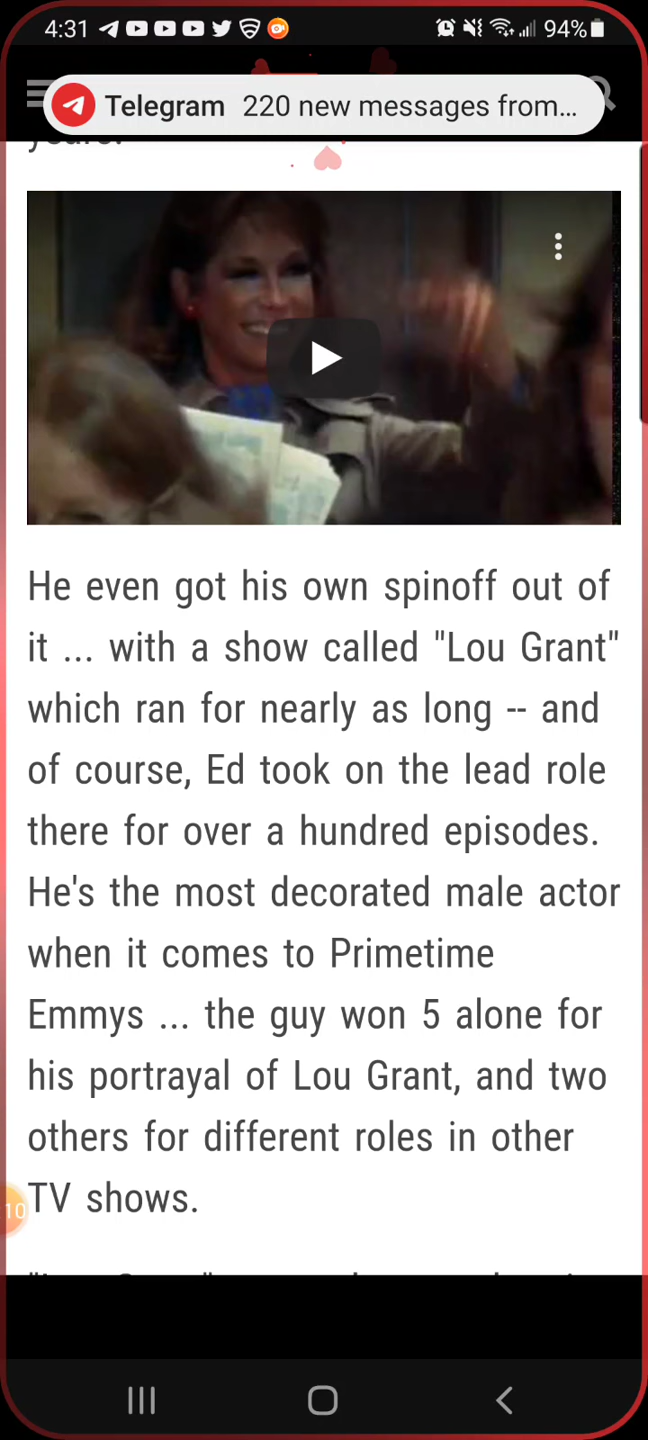 4:31
94%
Telegram 220 new messages from...
years.
He even got his own spinoff out of
it ... with a show called "Lou Grant"
which ran for nearly as long -- and
of course, Ed took on the lead role
there for over a hundred episodes.
He's the most decorated male actor
when it comes to Primetime
Emmys ... the guy won 5 alone for
his portrayal of Lou Grant, and two
others for different roles in other
TV shows.
10